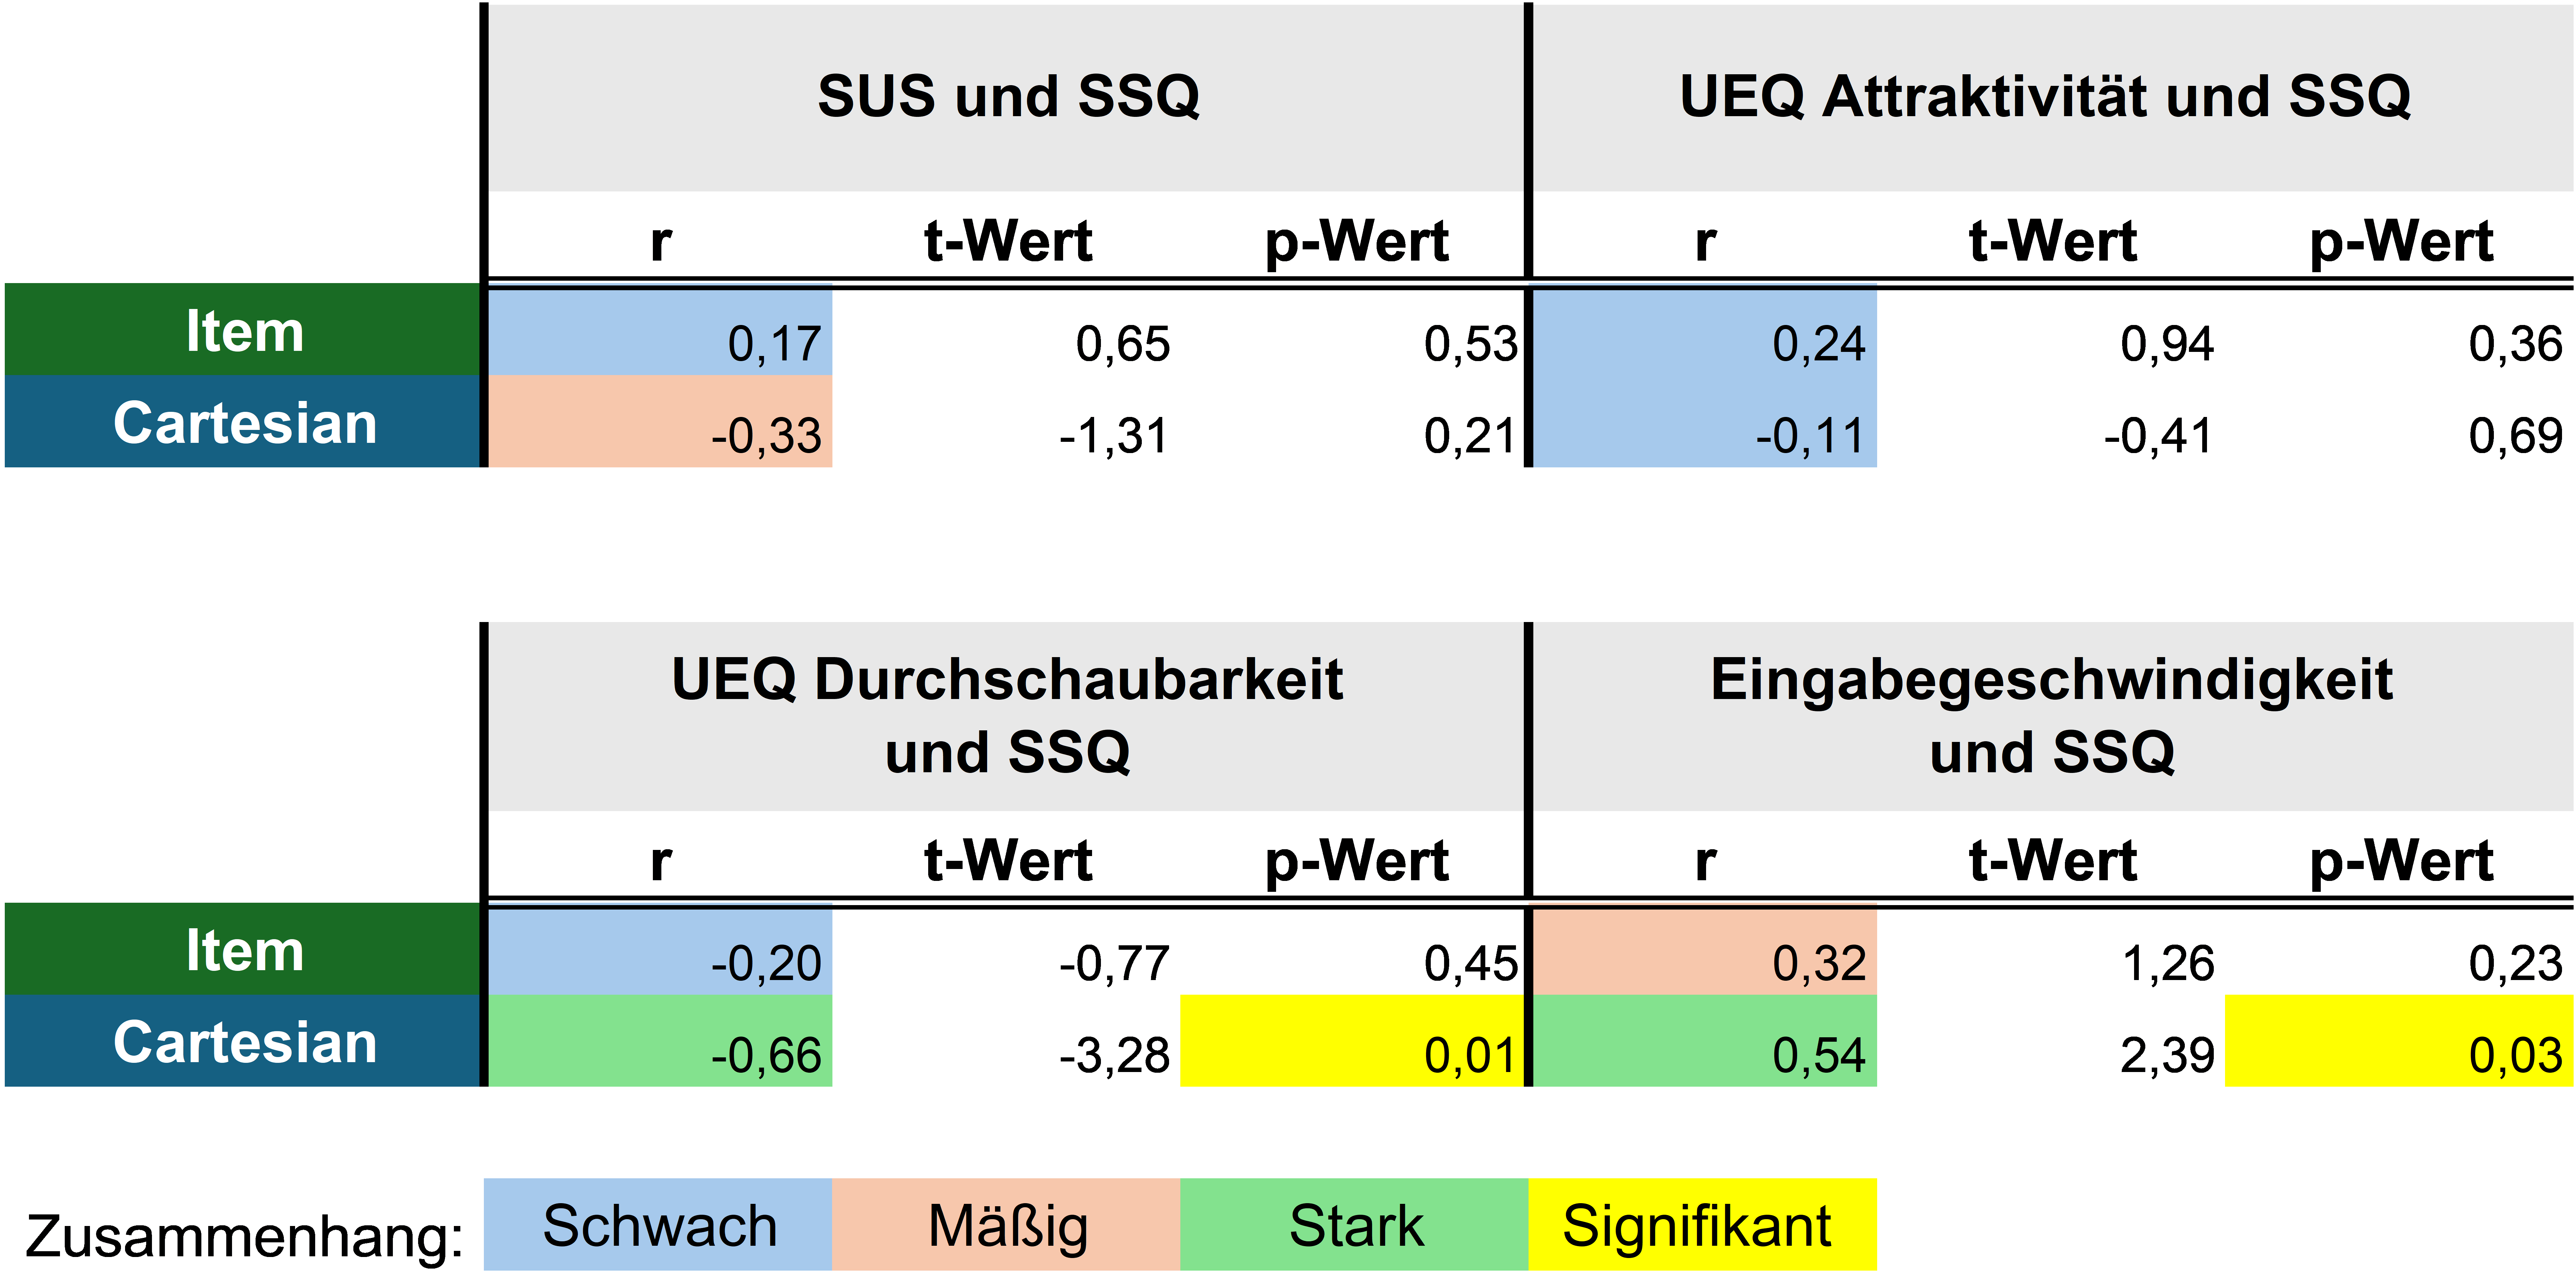 SUS und SSQ UEQ Attraktivität und SSQ
r t-Wert p-Wert r t-Wert p-Wert
Item 0,17 0,65 0,53 0,24 0,94 0,36
Cartesian -0,33 -1,31 0,21 -0,11 -0,41 0,69
UEQ Durchschaubarkeit Eingabegeschwindigkeit
und SSQ und SSQ
r t-Wert p-Wert r t-Wert p-Wert
Item -0,20 -0,77 0,45 0,32 1,26 0,23
Cartesian -0,66 -3,28 0,01 0,54 2,39 0,03
Zusammenhang: Schwach Mäßig Stark Signifikant